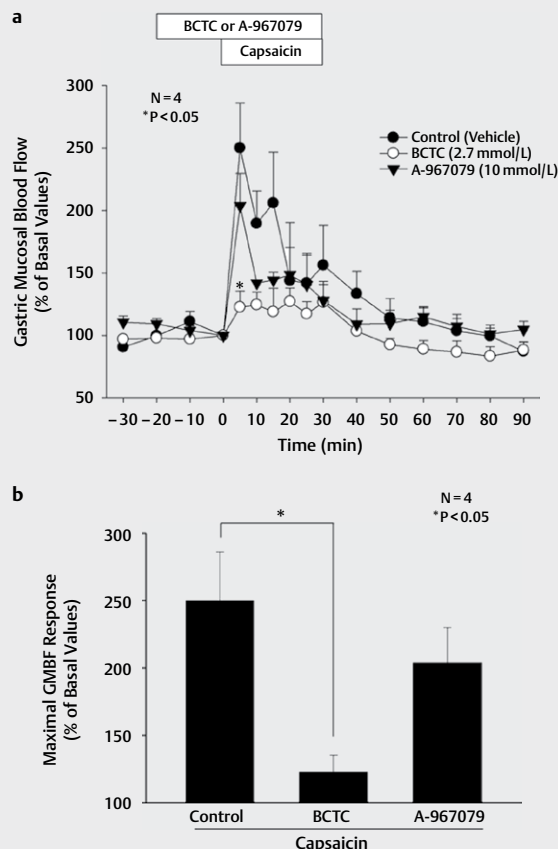 a
BCTC or A-967079
Capsaicin
N = 4
*P < 0.05
Control (Vehicle)
BCTC (2.7 mmol/L)
A-967079 (10 mmol/L)
Gastric Mucosal Blood Flow
(% of Basal Values)
300
250
200
150
100
50
*
–30 –20 –10 0 10 20 30 40 50 60 70 80 90
Time (min)
b
N = 4
*P < 0.05
*
Maximal GMBF Response
(% of Basal Values)
300
250
200
150
100
Control BCTC A-967079
Capsaicin